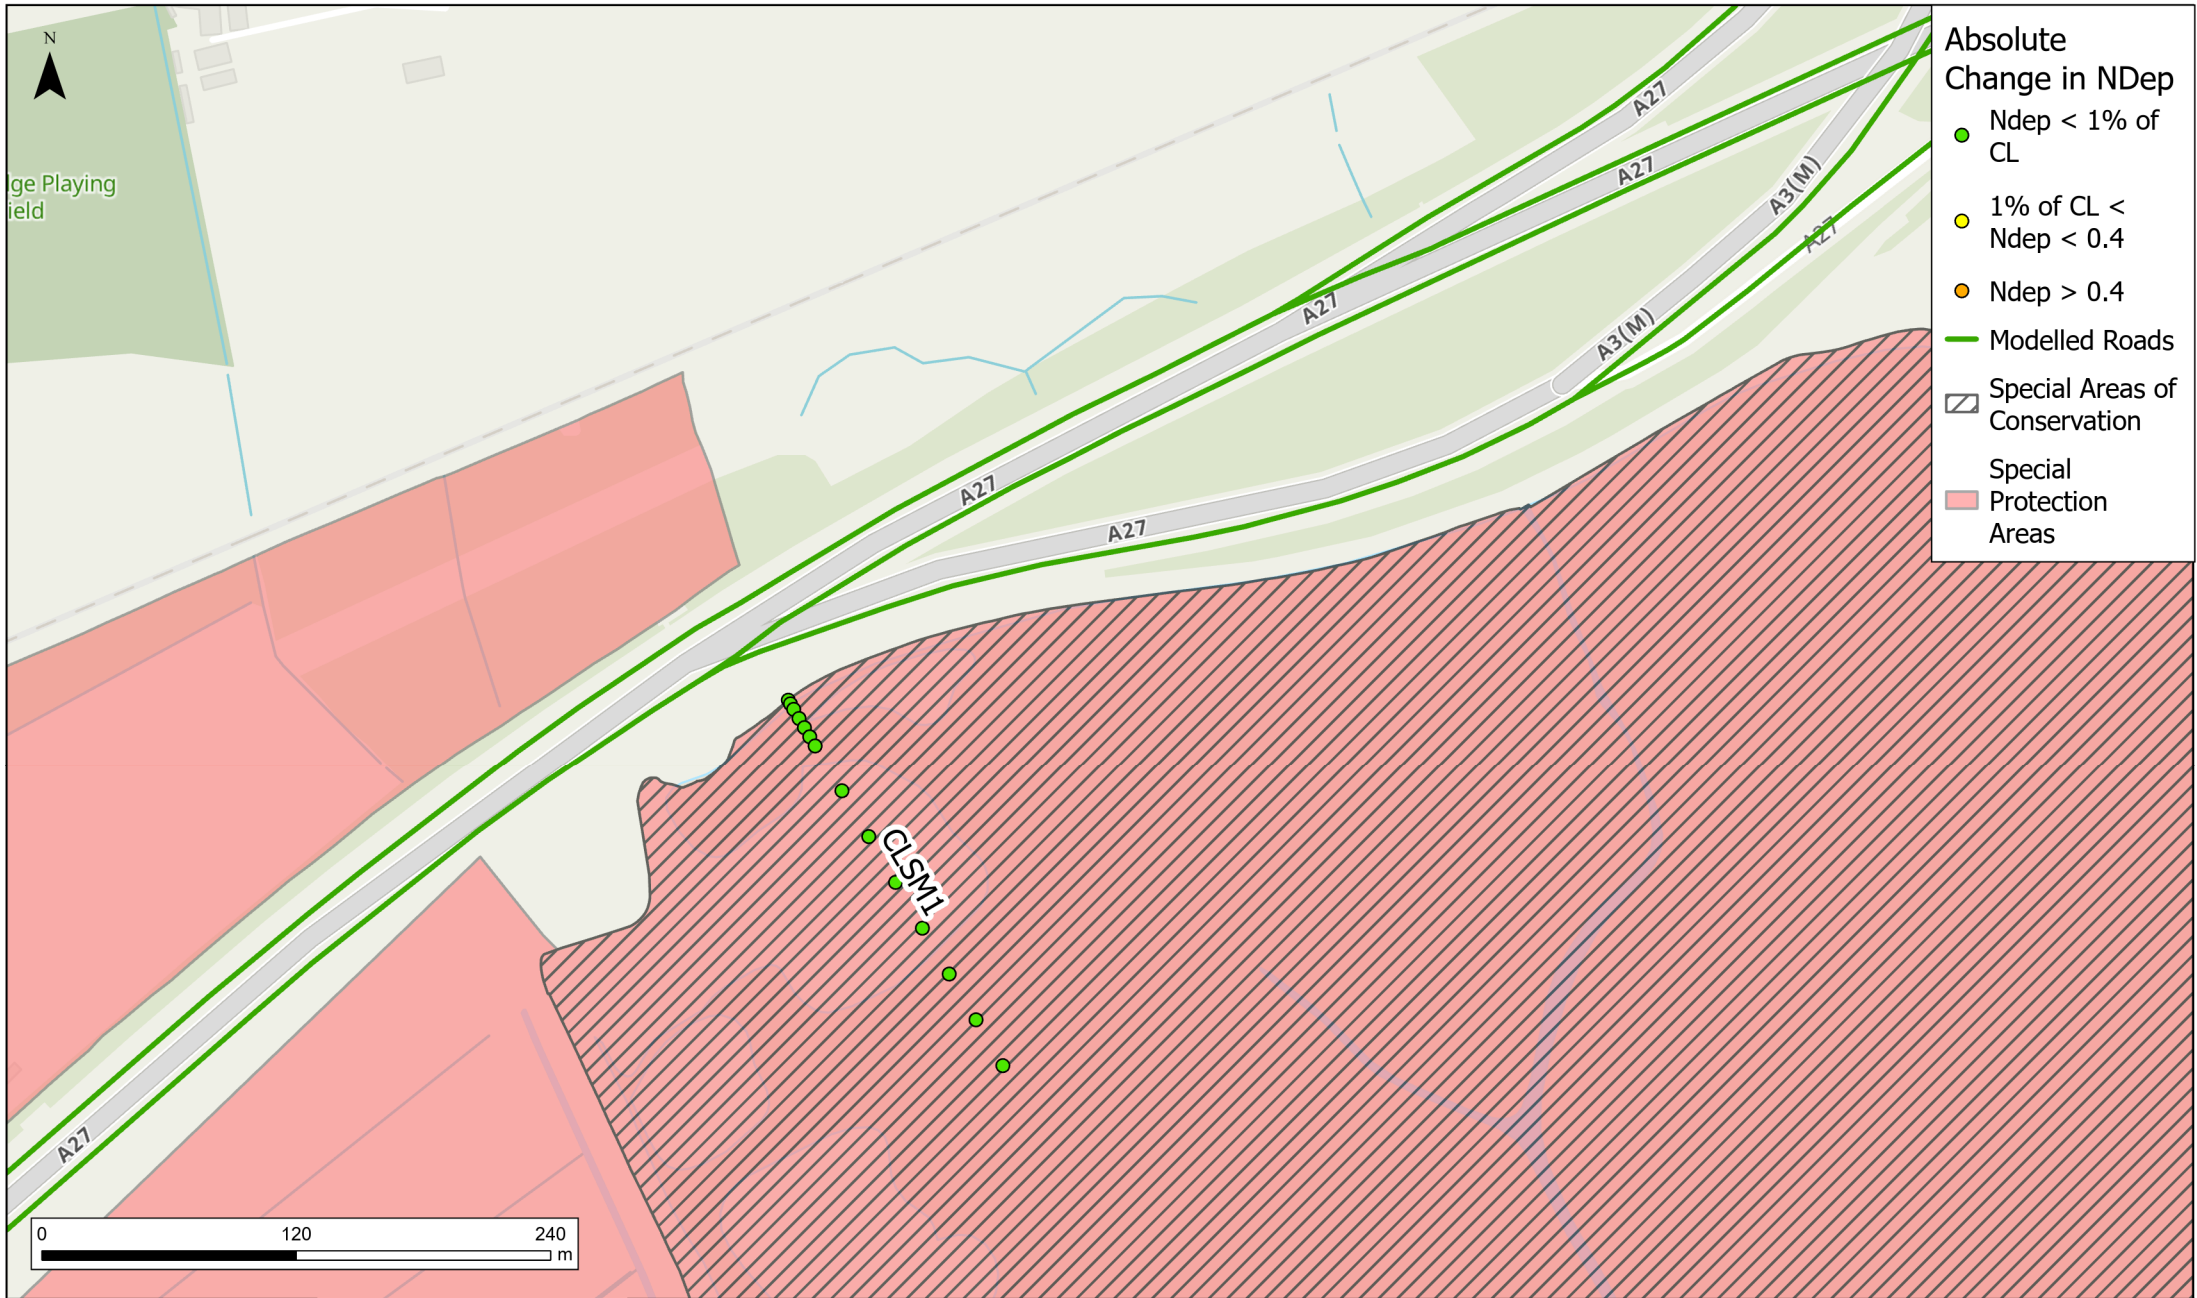 N
lge Playing
ield
A27
A27
A3(M)
A27
A27
A3(M)
A27
A27
CLSM1
A27
0 120 240
m
Absolute
Change in NDep
Ndep < 1% of
CL
1% of CL <
Ndep < 0.4
Ndep > 0.4
Modelled Roads
Special Areas of
Conservation
Special
Protection
Areas